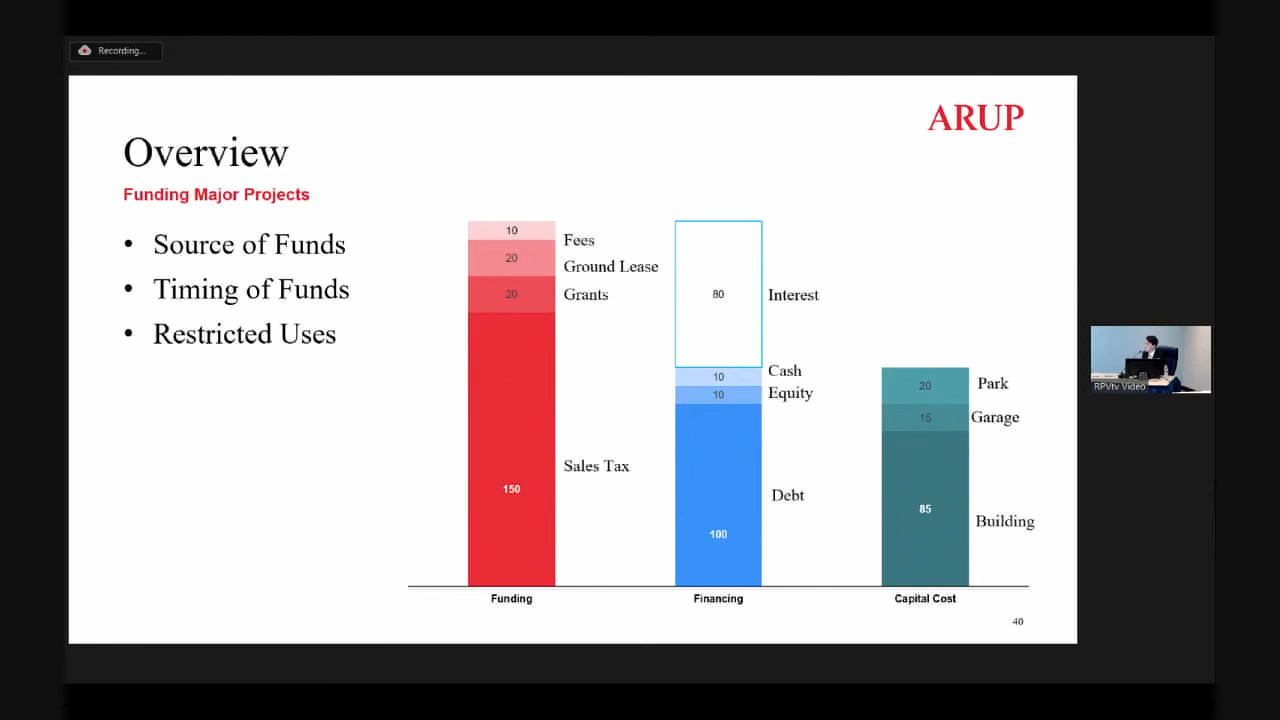 Recording...
ARUP
Overview
Funding Major Projects
• Source of Funds
• Timing of Funds
• Restricted Uses
10
Fees
20
Ground Lease
20
Grants
150
Sales Tax
Funding
80
Interest
10
Cash
10
Equity
100
Debt
Financing
20
Park
15
Garage
85
Building
Capital Cost
40
RPVtv Video